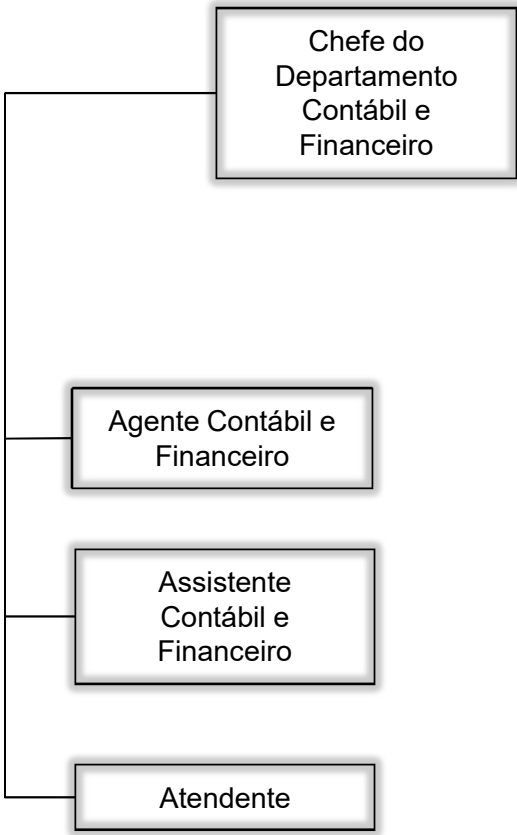 Chefe do
Departamento
Contábil e
Financeiro
Agente Contábil e
Financeiro
Assistente
Contábil e
Financeiro
Atendente